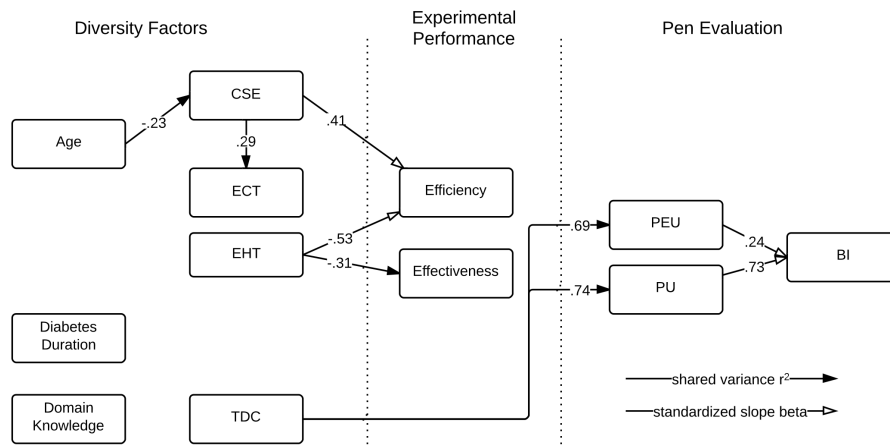 Diversity Factors
Experimental
Performance
Pen Evaluation
CSE
-.23
.41
Age
.29
ECT
Efficiency
EHT
-.53
-.31
Effectiveness
.69
PEU
.24
BI
.73
.74
PU
Diabetes
Duration
shared variance r²
Domain
Knowledge
TDC
standardized slope beta